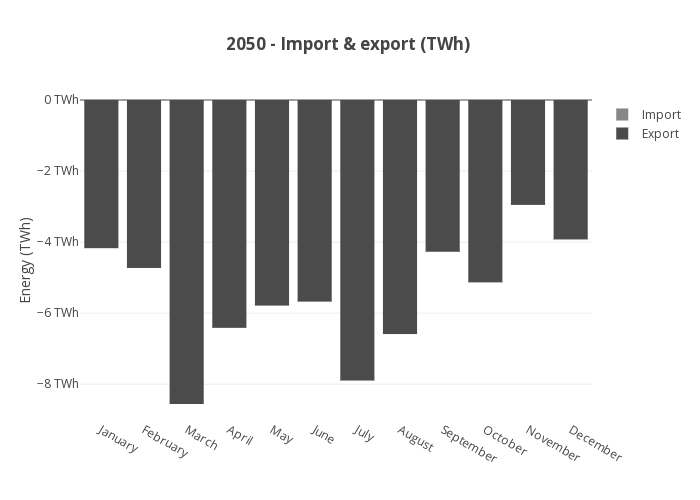 2050 - Import & export (TWh)
0 TWh
−2 TWh
−4 TWh
−6 TWh
−8 TWh
Energy (TWh)
January
February
March
April
May
June
July
August
September
October
November
December
Import
Export